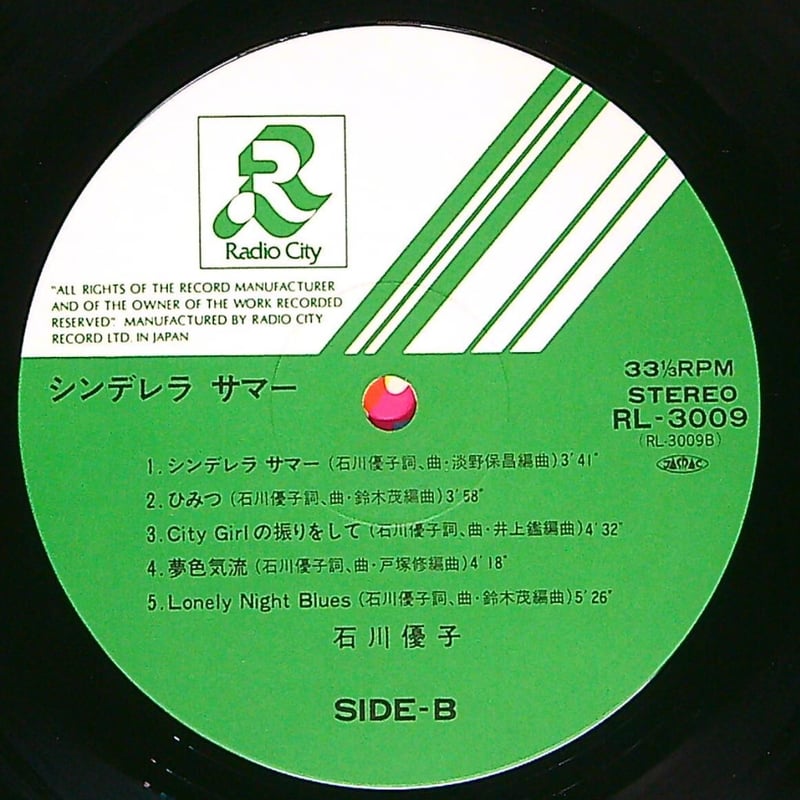 R
Radio City
"ALL RIGHTS OF THE RECORD MANUFACTURER
AND OF THE OWNER OF THE WORK RECORDED
RESERVED". MANUFACTURED BY RADIO CITY
RECORD LTD. IN JAPAN
シンデレラ サマー
33⅓RPM
STEREO
RL-3009
(RL-3009B)
JASRAC
1. シンデレラ サマー (石川優子詞、曲・淡野保昌編曲)3'41"
2. ひみつ (石川優子詞、曲・鈴木茂編曲)3'58"
3. City Girlの振りをして (石川優子詞、曲・井上鑑編曲)4'32"
4. 夢色気流 (石川優子詞、曲・戸塚修編曲)4'18"
5. Lonely Night Blues (石川優子詞、曲・鈴木茂編曲)5'26"
石川優子
SIDE-B